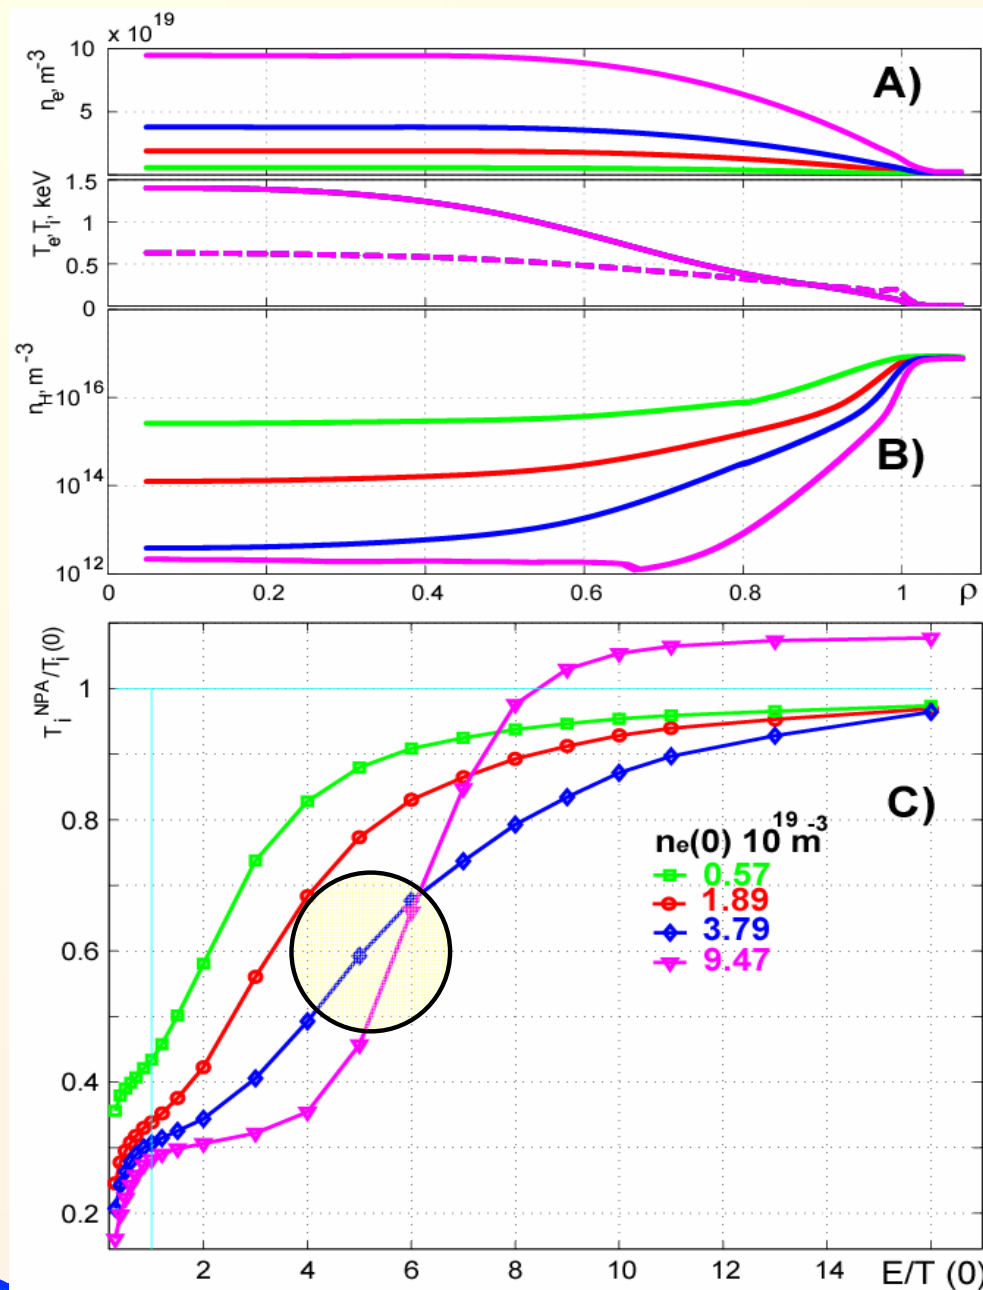 x 10^19
10
5
n_e, m^-3
A)
1.5
1
0.5
0
T_e, T_i, keV
n_H, m^-3
10^16
10^14
10^12
B)
0 0.2 0.4 0.6 0.8 1 ρ
T_i^NPA/T_i(0)
1
0.8
0.6
0.4
0.2
C)
n_e(0) 10^19 m^-3
0.57
1.89
3.79
9.47
2 4 6 8 10 12 14 E/T (0)